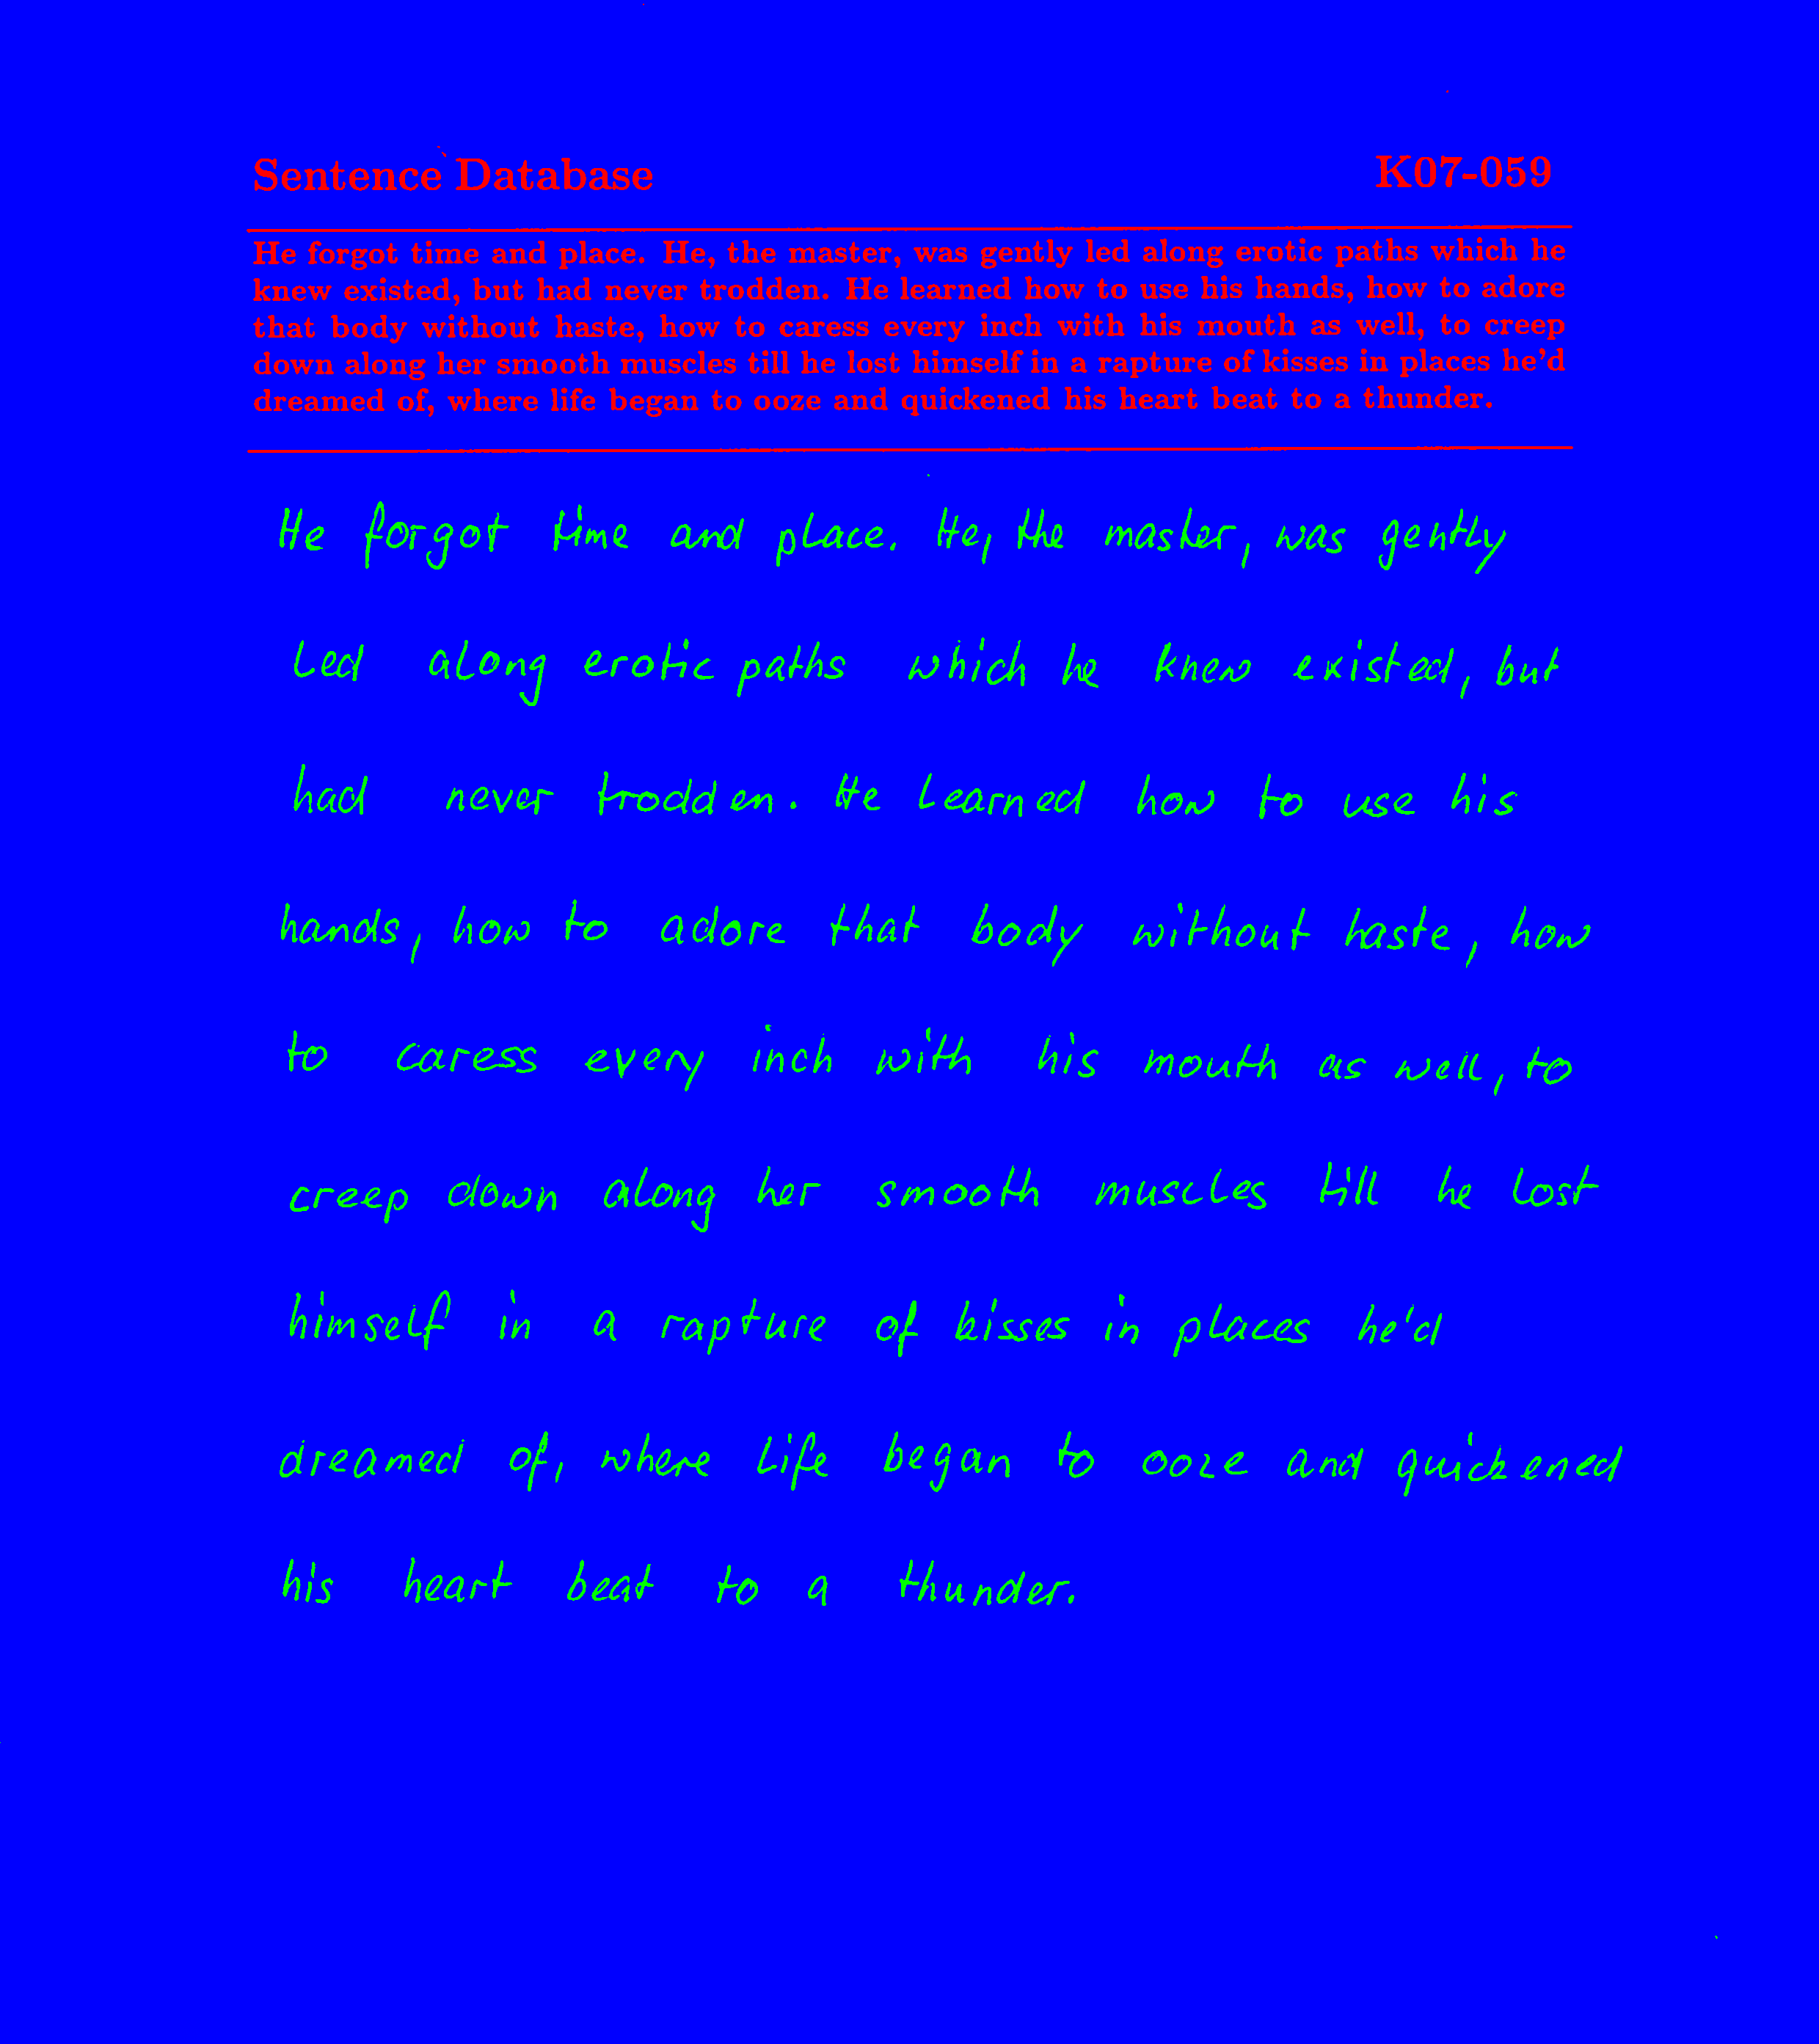 Sentence Database K07-059
He forgot time and place. He, the master, was gently led along erotic paths which he
knew existed, but had never trodden. He learned how to use his hands, how to adore
that body without haste, how to caress every inch with his mouth as well, to creep
down along her smooth muscles till he lost himself in a rapture of kisses in places he'd
dreamed of, where life began to ooze and quickened his heart beat to a thunder.
He forgot time and place. He, the master, was gently
led along erotic paths which he knew existed, but
had never trodden. He learned how to use his
hands, how to adore that body without haste, how
to caress every inch with his mouth as well, to
creep down along her smooth muscles till he lost
himself in a rapture of kisses in places he'd
dreamed of, where life began to ooze and quickened
his heart beat to a thunder.